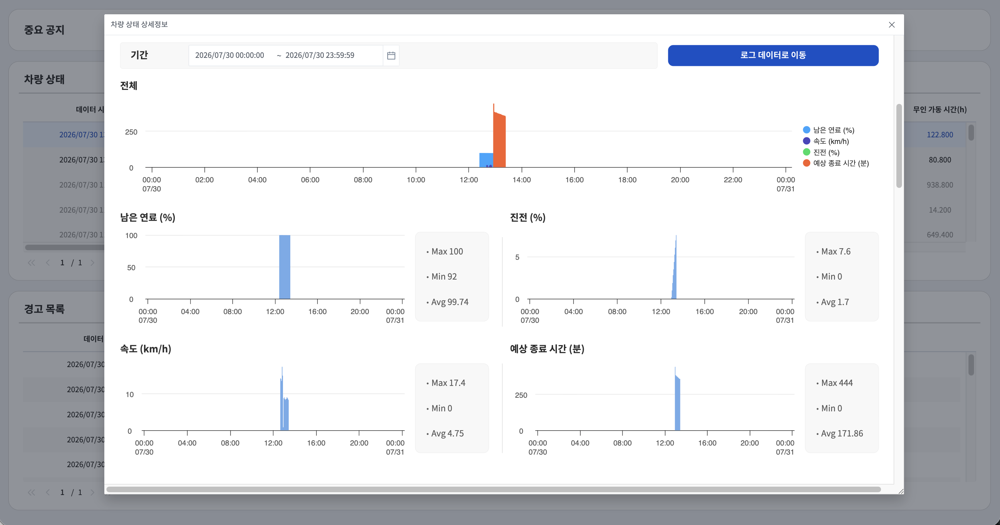 중요 공지
차량 상태 상세정보
기간
2026/07/30 00:00:00 ~ 2026/07/30 23:59:59
로그 데이터로 이동
차량 상태
전체
데이터 시
무인 가동 시간(h)
250
0
00:00 02:00 04:00 06:00 08:00 10:00 12:00 14:00 16:00 18:00 20:00 22:00 00:00
07/30 07/31
남은 연료 (%)
속도 (km/h)
진전 (%)
예상 종료 시간 (분)
2026/07/30 1
122.800
2026/07/30 1
80.800
2026/07/30 1
938.800
2026/07/30 1
14.200
2026/07/30 1
649.400
1 / 1
남은 연료 (%)
100
50
0
00:00 04:00 08:00 12:00 16:00 20:00 00:00
07/30 07/31
• Max 100
• Min 92
• Avg 99.74
진전 (%)
5
0
00:00 04:00 08:00 12:00 16:00 20:00 00:00
07/30 07/31
• Max 7.6
• Min 0
• Avg 1.7
경고 목록
데이터
2026/07/30
2026/07/30
2026/07/30
2026/07/30
2026/07/30
1 / 1
속도 (km/h)
10
0
00:00 04:00 08:00 12:00 16:00 20:00 00:00
07/30 07/31
• Max 17.4
• Min 0
• Avg 4.75
예상 종료 시간 (분)
250
0
00:00 04:00 08:00 12:00 16:00 20:00 00:00
07/30 07/31
• Max 444
• Min 0
• Avg 171.86